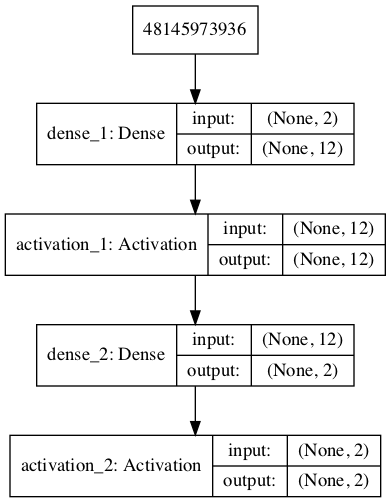 48145973936
dense_1: Dense
input:
(None, 2)
output:
(None, 12)
activation_1: Activation
input:
(None, 12)
output:
(None, 12)
dense_2: Dense
input:
(None, 12)
output:
(None, 2)
activation_2: Activation
input:
(None, 2)
output:
(None, 2)